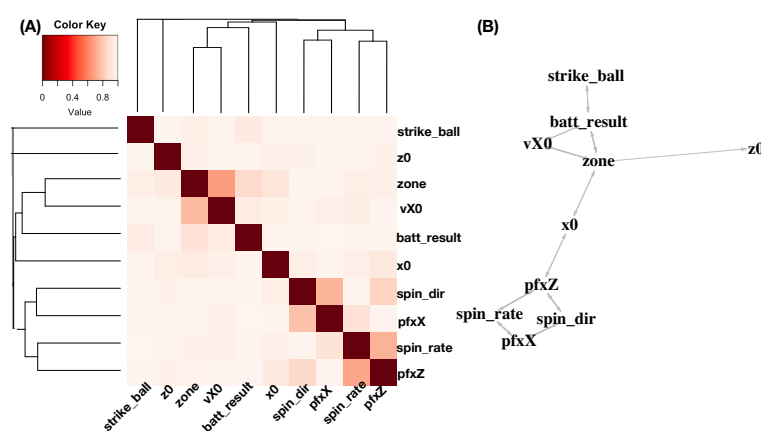 (A)
Color Key
0 0.4 0.8
Value
strike_ball
z0
zone
vX0
batt_result
x0
spin_dir
pfxX
spin_rate
pfxZ
strike_ball z0 zone vX0 batt_result x0 spin_dir pfxX spin_rate pfxZ
(B)
strike_ball
batt_result
vX0
zone
z0
x0
pfxZ
spin_rate
spin_dir
pfxX